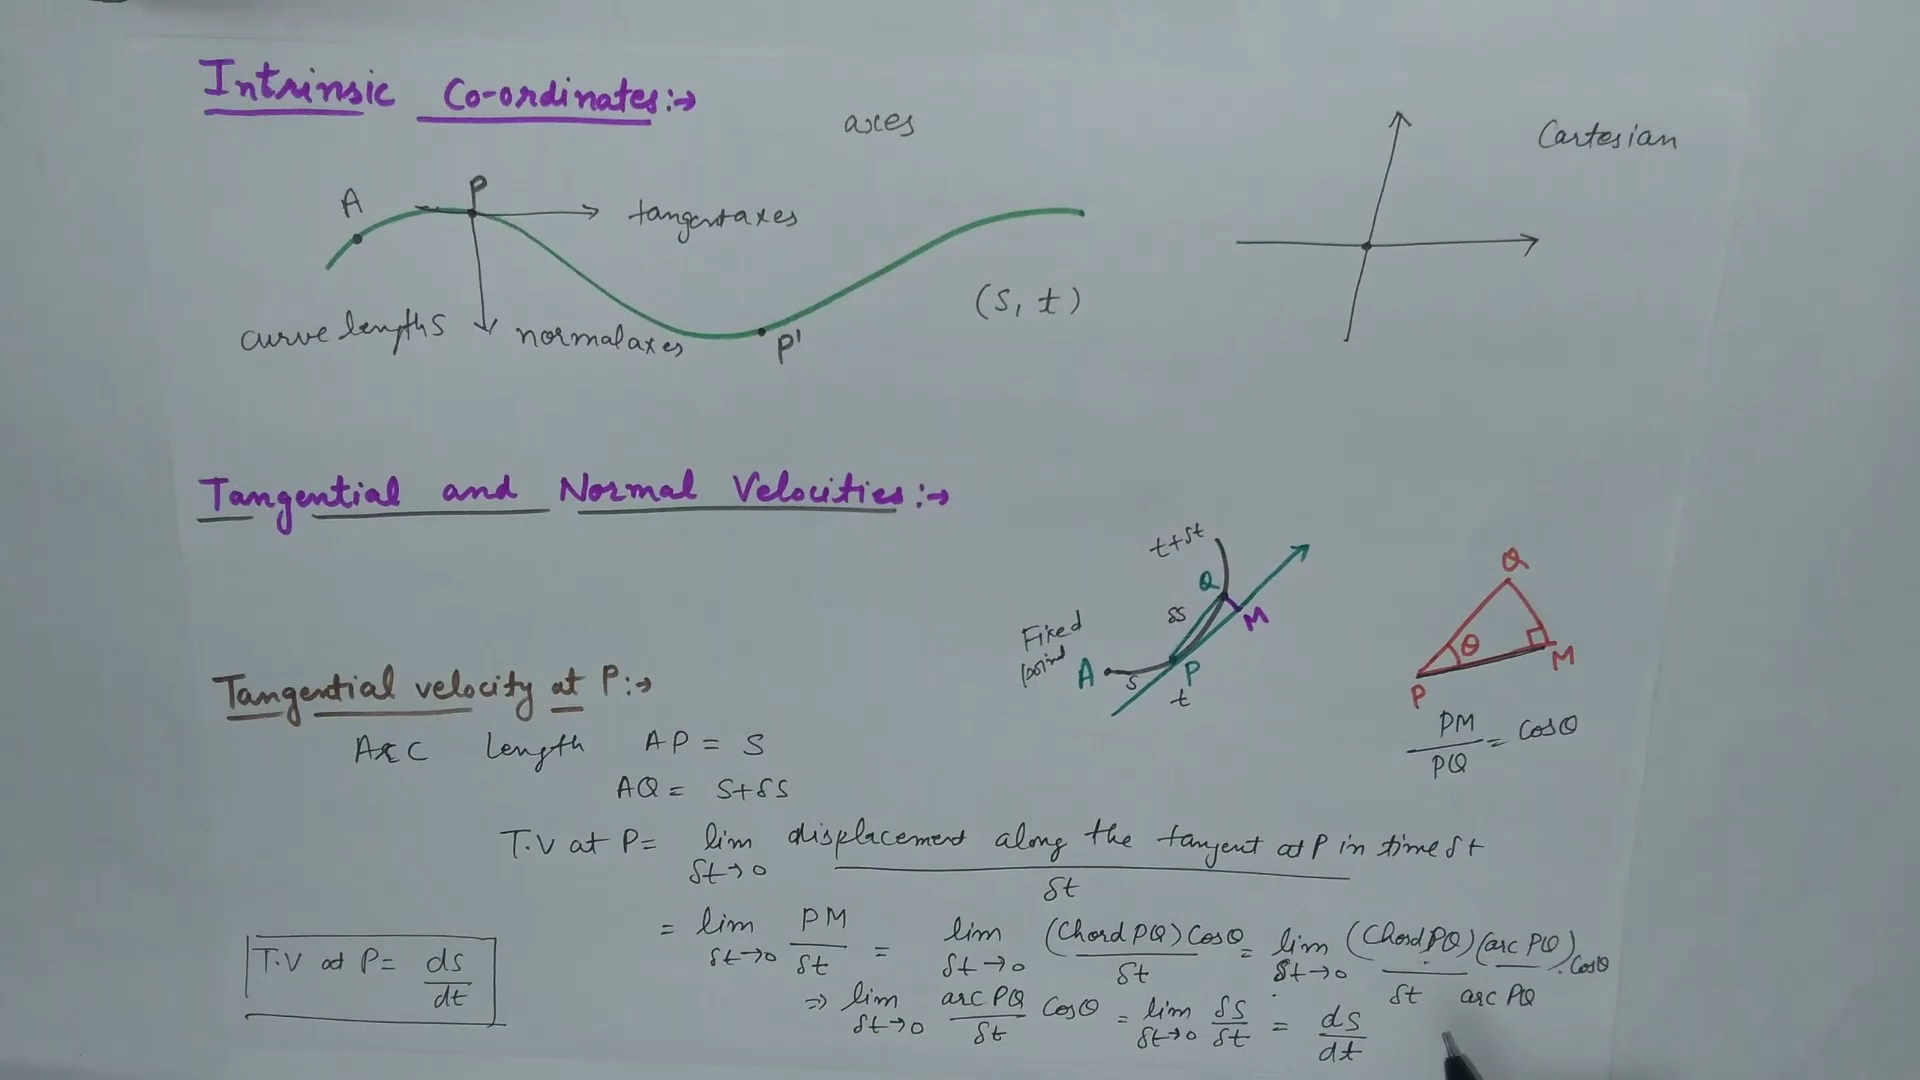 Intrinsic Co-ordinates:→
axes
Cartesian
A
P
tangentaxes
(s, t)
curve length s
normalaxes
P'
Tangential and Normal Velocities:→
t+δt
Q
δs
M
Fixed
point
A
s
P
t
Q
θ
M
P
PM/PQ = Cosθ
Tangential velocity at P:→
Arc Length AP = S
AQ = S+δS
T.V at P = lim δt→0 displacement along the tangent at P in time δt / δt
= lim δt→0 PM/δt = lim δt→0 (Chord PQ) Cosθ/δt = lim δt→0 (Chord PQ)/δt (arc PQ)/arc PQ . Cosθ
⇒ lim δt→0 arc PQ/δt Cosθ = lim δt→0 δS/δt = ds/dt
T.V at P = ds/dt